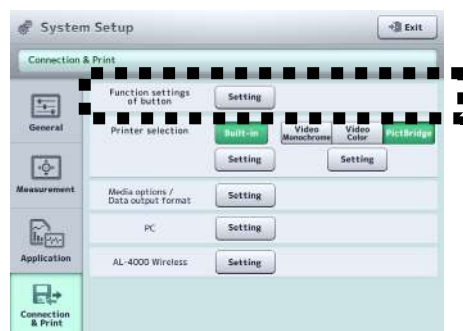 System Setup
Exit
Connection & Print
Function settings
of button
Setting
General
Printer selection
Built-in
Video
Monochrome
Video
Color
PictBridge
Setting
Setting
Measurement
Media options /
Data output format
Setting
PC
Setting
Application
AL-4000 Wireless
Setting
Connection
& Print